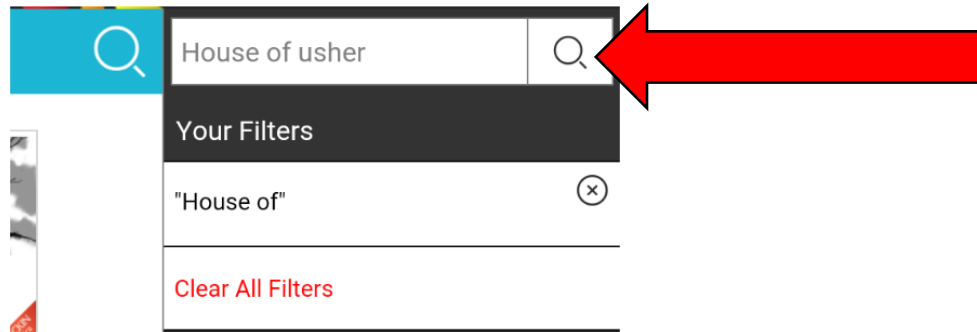 House of usher
Your Filters
"House of"
Clear All Filters